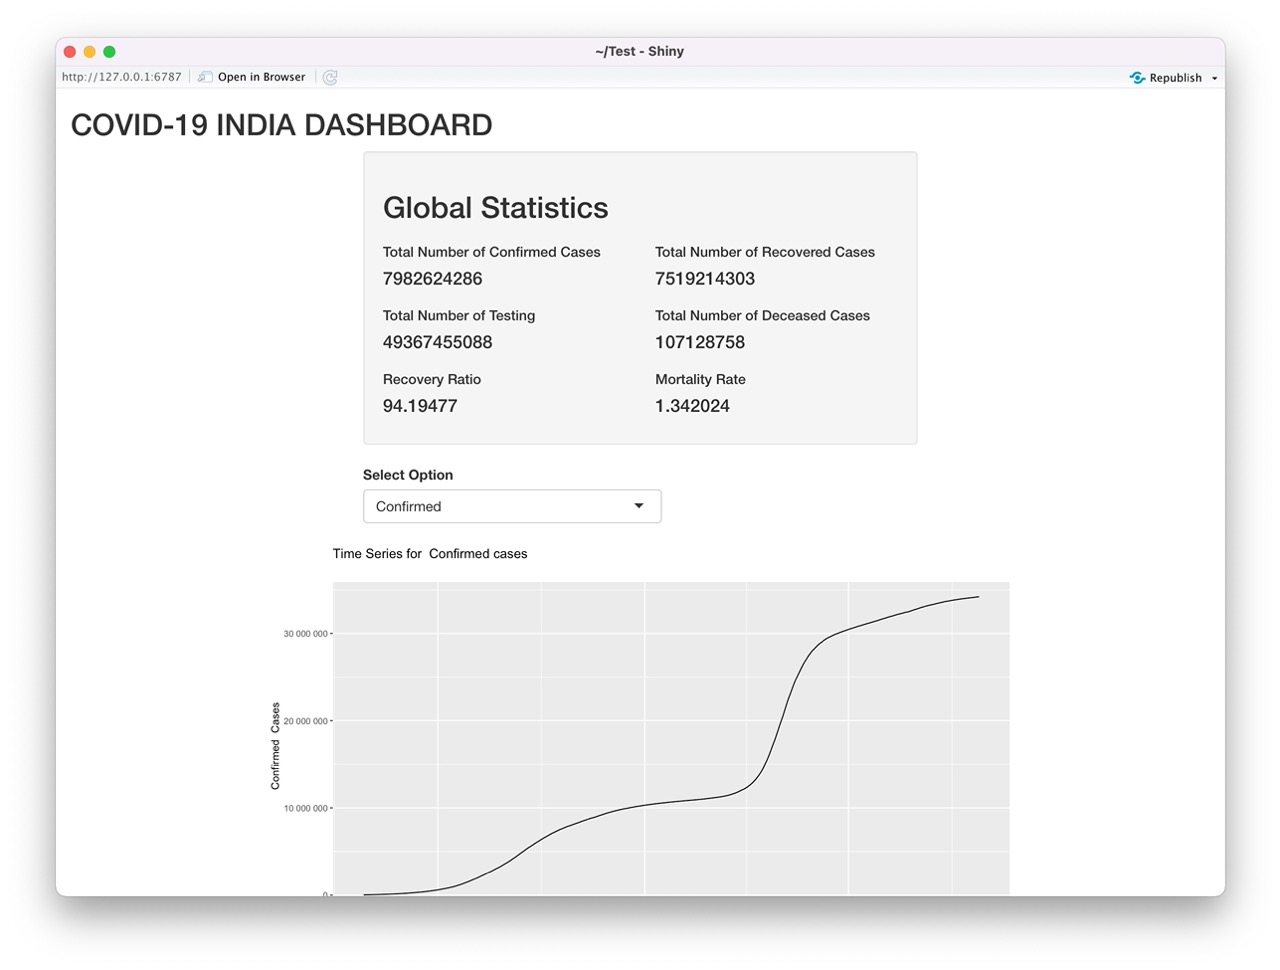 ~/Test - Shiny
http://127.0.0.1:6787 Open in Browser Republish
COVID-19 INDIA DASHBOARD
Global Statistics
Total Number of Confirmed Cases Total Number of Recovered Cases
7982624286 7519214303
Total Number of Testing Total Number of Deceased Cases
49367455088 107128758
Recovery Ratio Mortality Rate
94.19477 1.342024
Select Option
Confirmed
Time Series for Confirmed cases
30 000 000
20 000 000
Confirmed Cases
10 000 000
0